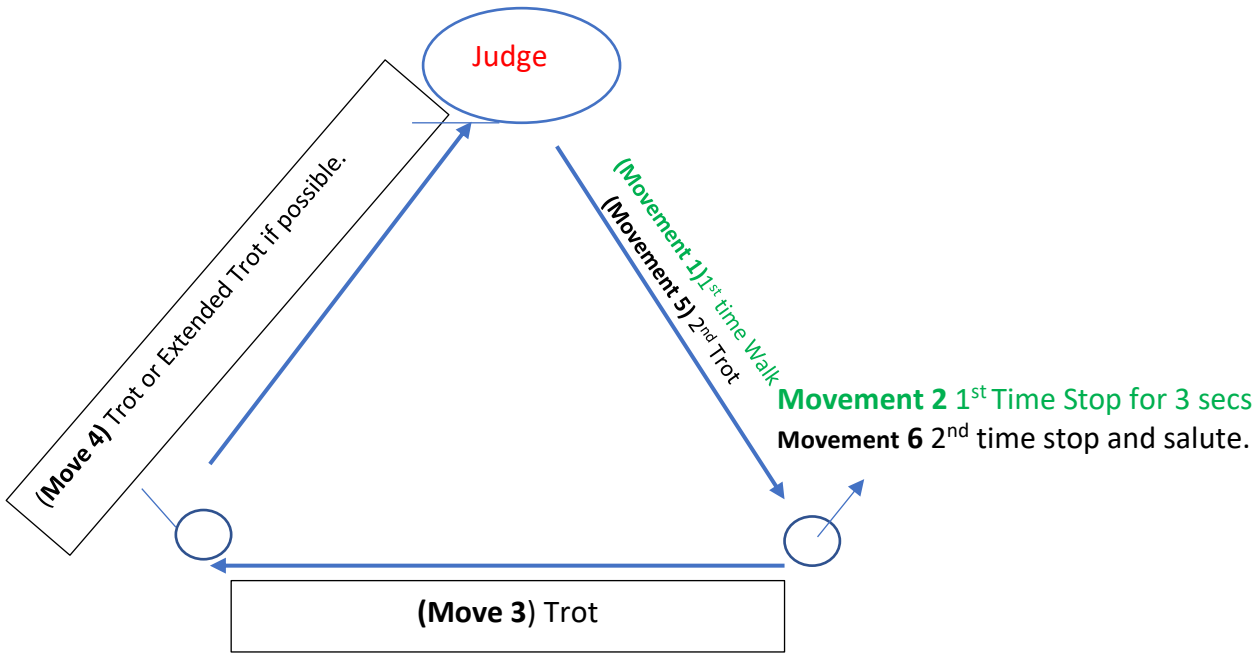 Judge
(Move 4) Trot or Extended Trot if possible.
(Movement 1)1st time Walk
(Movement 5) 2nd Trot
Movement 2 1st Time Stop for 3 secs
Movement 6 2nd time stop and salute.
(Move 3) Trot